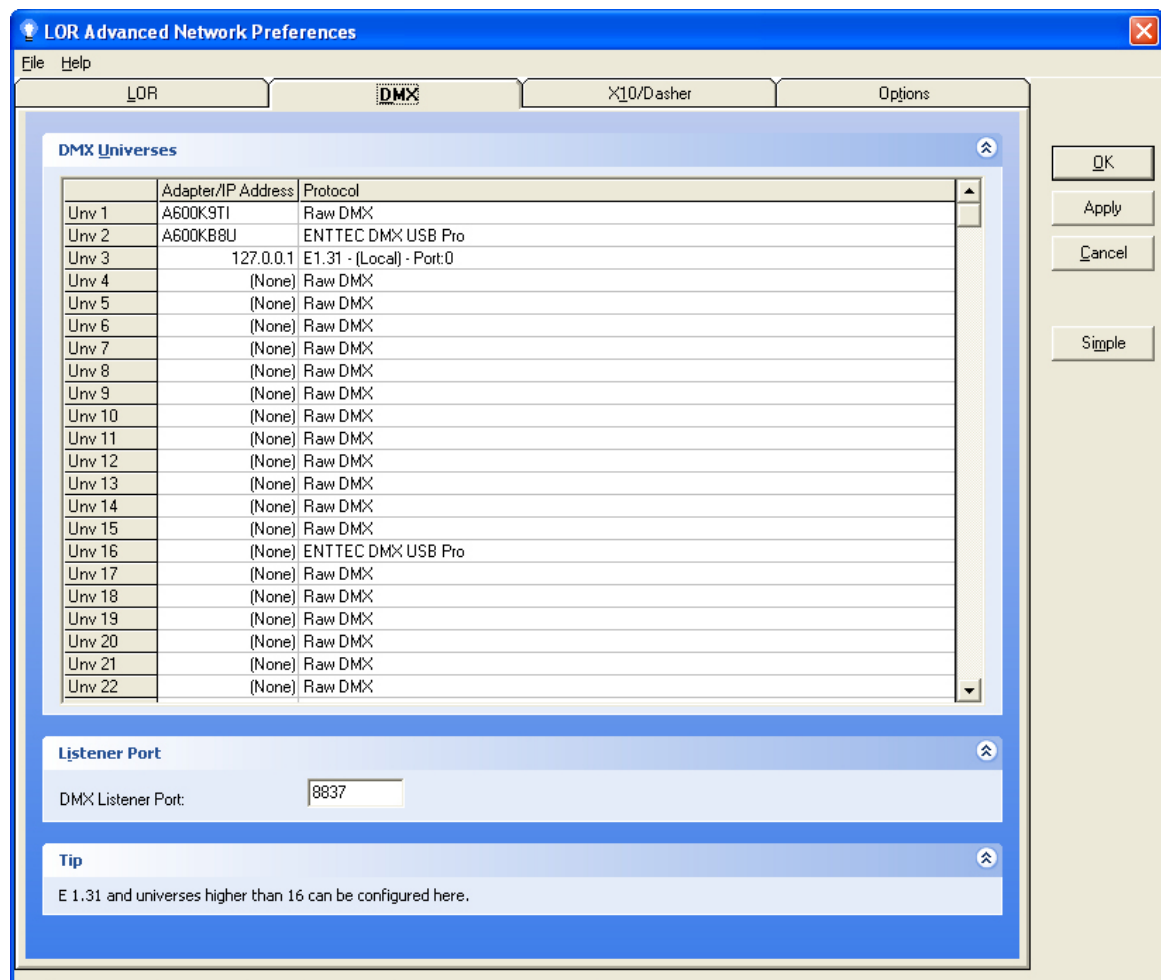 LOR Advanced Network Preferences
File Help
LOR DMX X10/Dasher Options
DMX Universes
OK
Apply
Cancel
Simple
Adapter/IP Address Protocol
Unv 1 A600K9TI Raw DMX
Unv 2 A600KB8U ENTTEC DMX USB Pro
Unv 3 127.0.0.1 E1.31 - (Local) - Port:0
Unv 4 (None) Raw DMX
Unv 5 (None) Raw DMX
Unv 6 (None) Raw DMX
Unv 7 (None) Raw DMX
Unv 8 (None) Raw DMX
Unv 9 (None) Raw DMX
Unv 10 (None) Raw DMX
Unv 11 (None) Raw DMX
Unv 12 (None) Raw DMX
Unv 13 (None) Raw DMX
Unv 14 (None) Raw DMX
Unv 15 (None) Raw DMX
Unv 16 (None) ENTTEC DMX USB Pro
Unv 17 (None) Raw DMX
Unv 18 (None) Raw DMX
Unv 19 (None) Raw DMX
Unv 20 (None) Raw DMX
Unv 21 (None) Raw DMX
Unv 22 (None) Raw DMX
Listener Port
DMX Listener Port: 8837
Tip
E 1.31 and universes higher than 16 can be configured here.